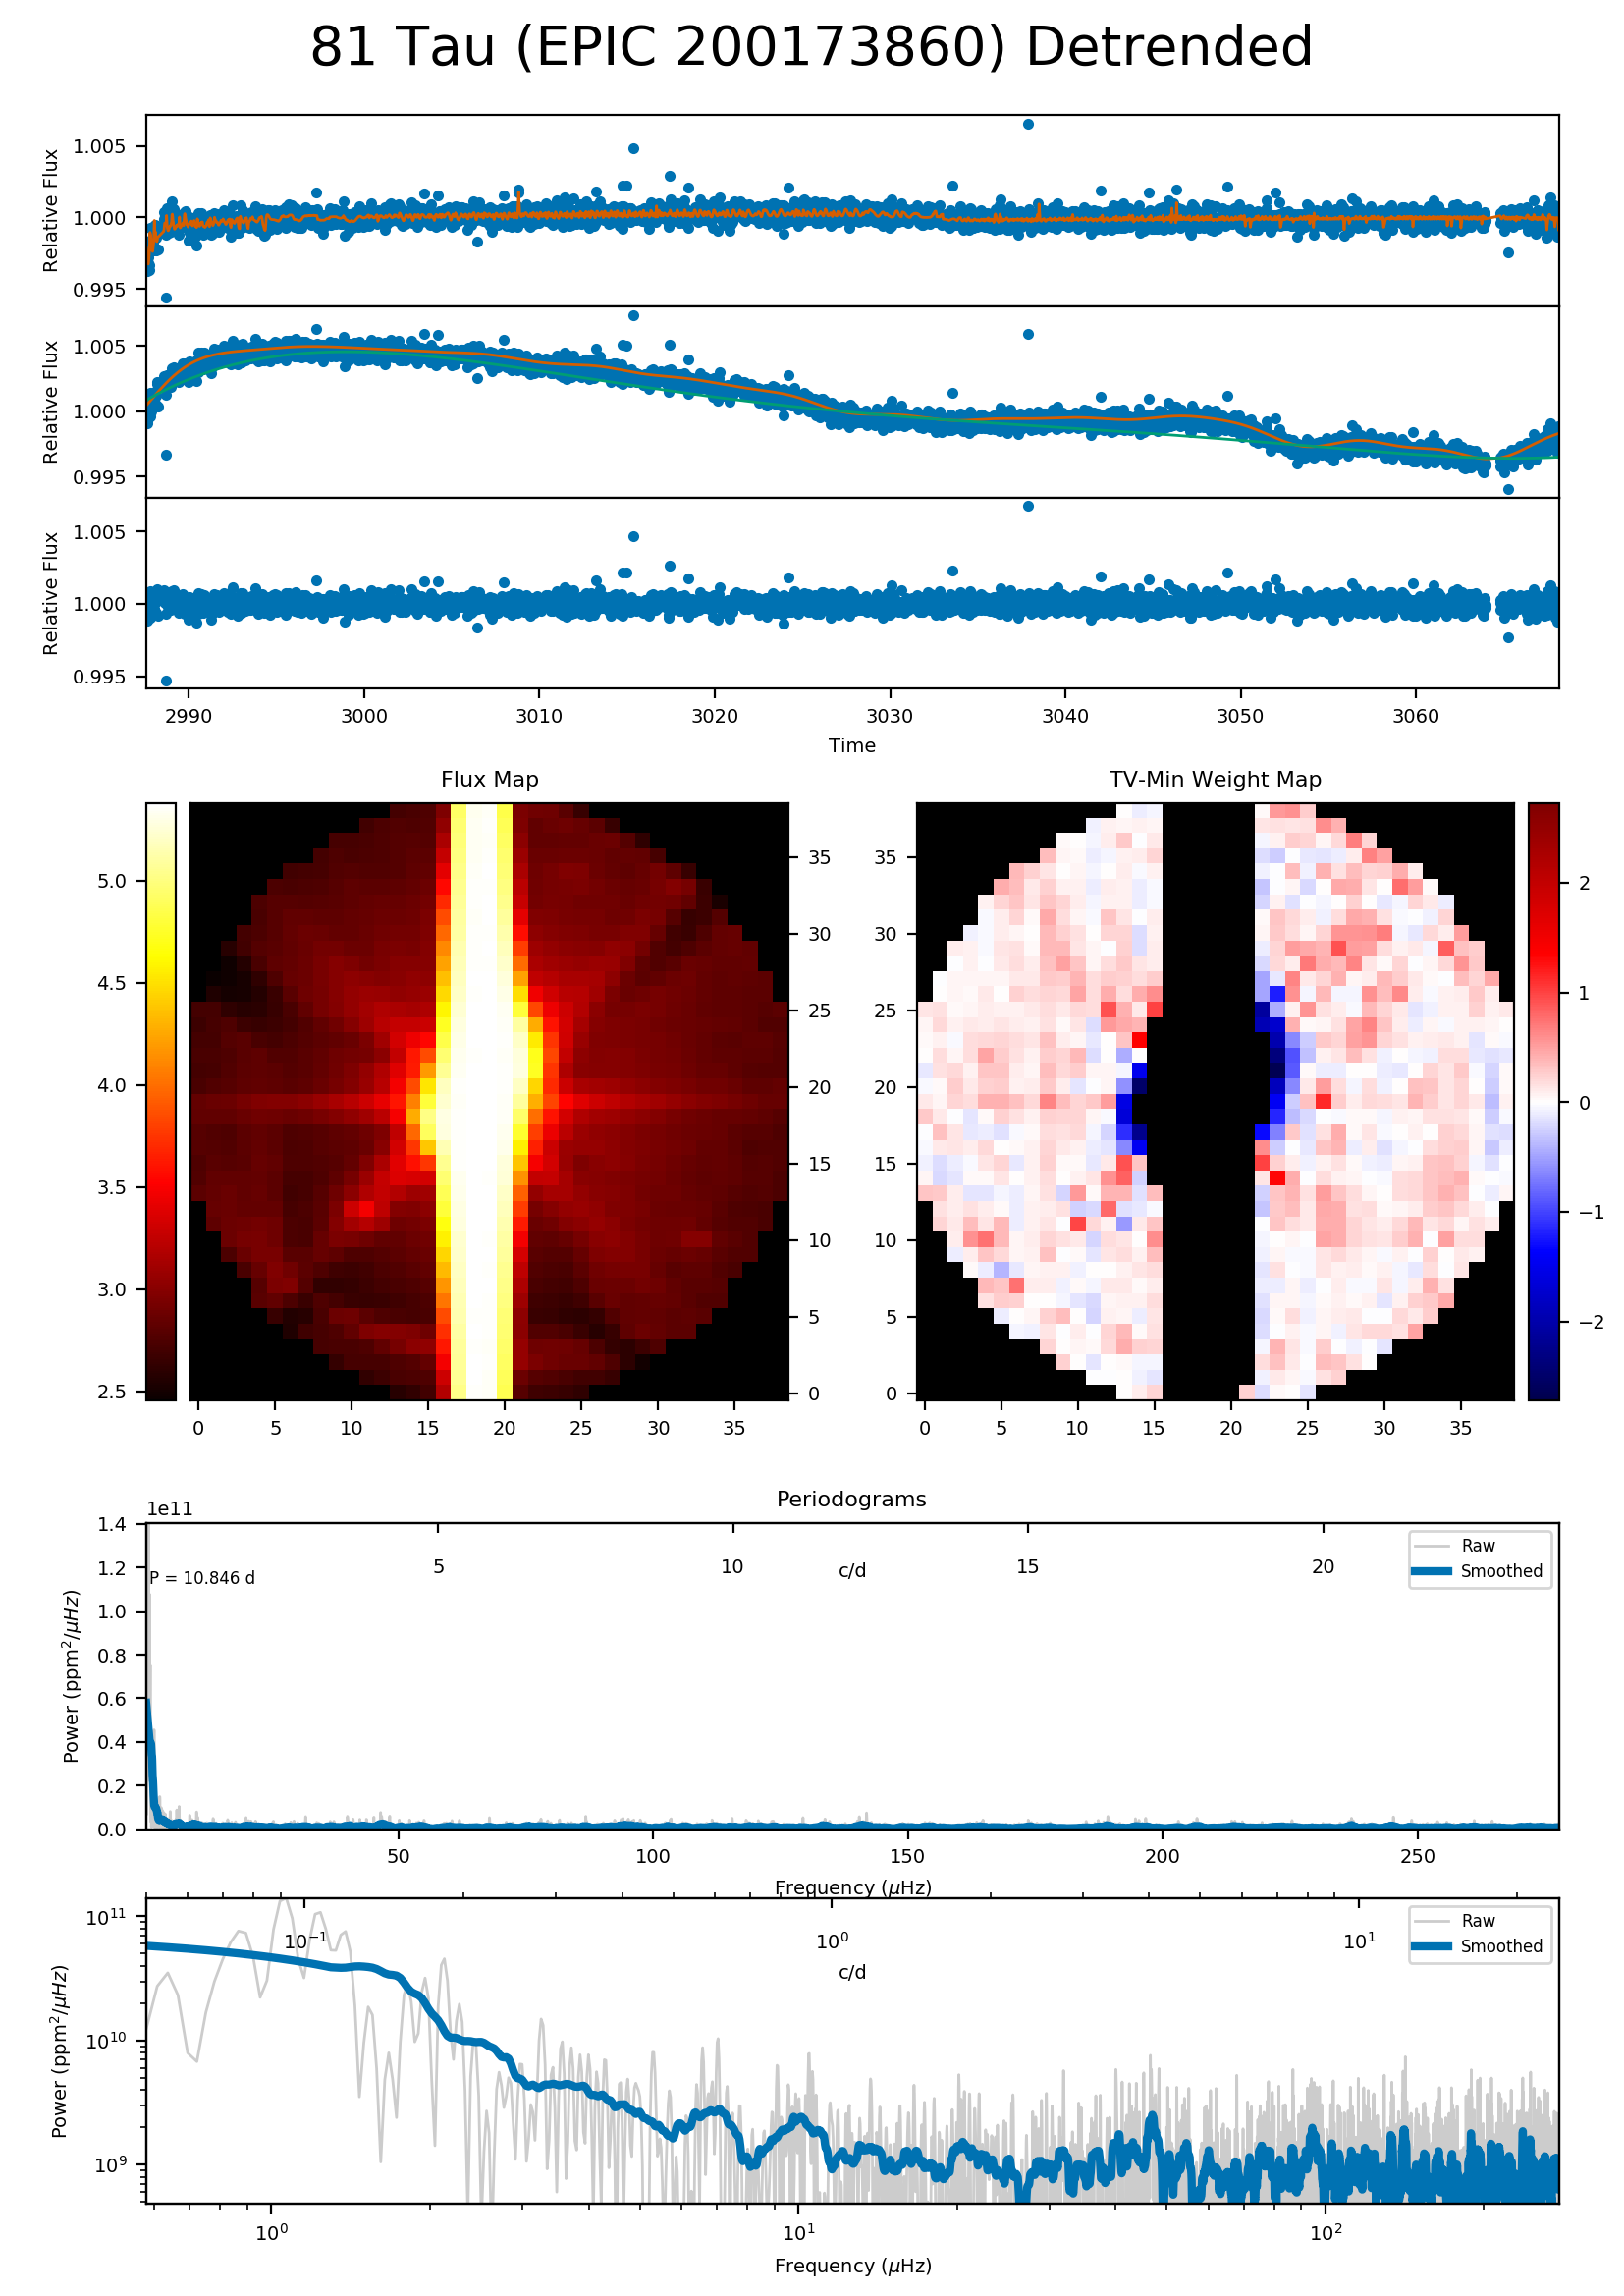 81 Tau (EPIC 200173860) Detrended
Relative Flux
1.005
1.000
0.995
Relative Flux
1.005
1.000
0.995
Relative Flux
1.005
1.000
0.995
2990 3000 3010 3020 3030 3040 3050 3060
Time
Flux Map
5.0
4.5
4.0
3.5
3.0
2.5
35
30
25
20
15
10
5
0
0 5 10 15 20 25 30 35
TV-Min Weight Map
35
30
25
20
15
10
5
0
2
1
0
−1
−2
0 5 10 15 20 25 30 35
Periodograms
1e11
Power (ppm²/μHz)
1.4
1.2
1.0
0.8
0.6
0.4
0.2
0.0
P = 10.846 d
5 10 15 20
c/d
Raw
Smoothed
50 100 150 200 250
Frequency (μHz)
Power (ppm²/μHz)
10¹¹
10¹⁰
10⁹
10⁻¹ 10⁰ 10¹
c/d
Raw
Smoothed
10⁰ 10¹ 10²
Frequency (μHz)